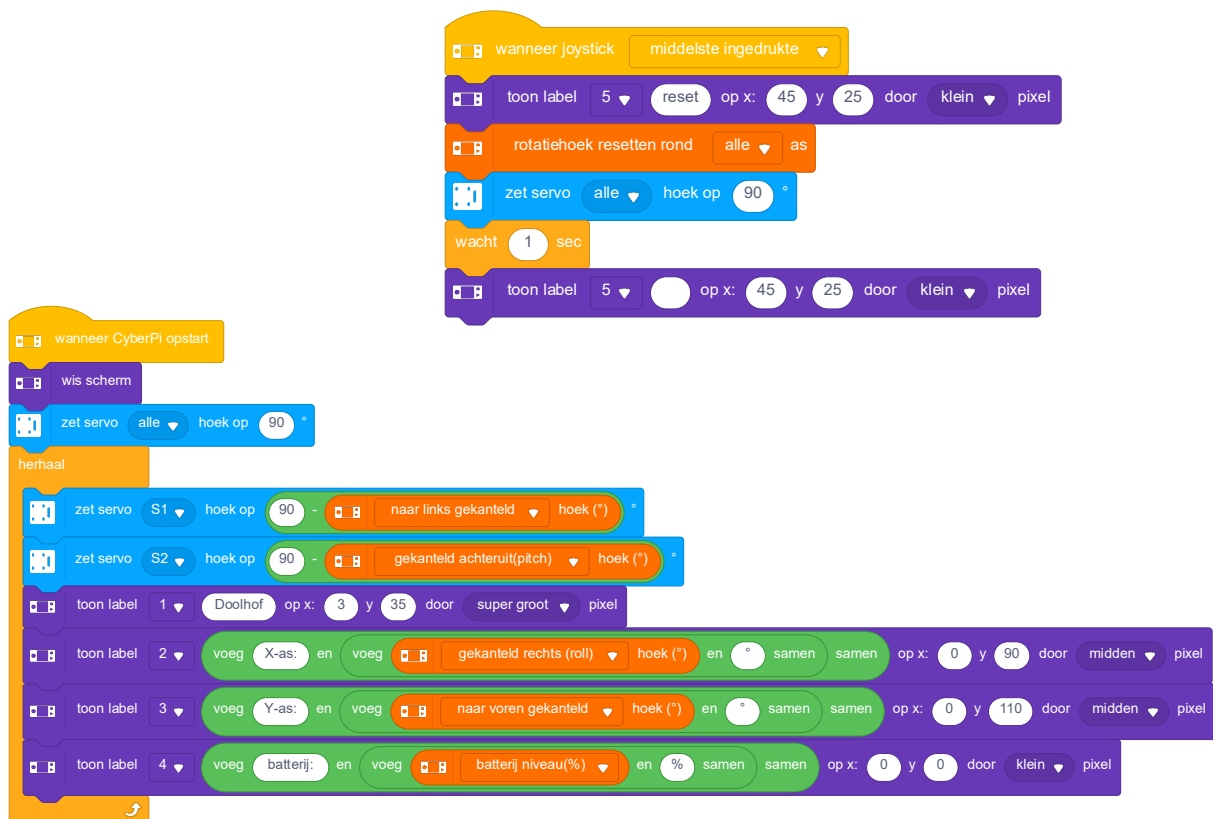 wanneer joystick middelste ingedrukte
toon label 5 reset op x: 45 y 25 door klein pixel
rotatiehoek resetten rond alle as
zet servo alle hoek op 90 °
wacht 1 sec
toon label 5 op x: 45 y 25 door klein pixel
wanneer CyberPi opstart
wis scherm
zet servo alle hoek op 90 °
herhaal
zet servo S1 hoek op 90 - naar links gekanteld hoek (°) °
zet servo S2 hoek op 90 - gekanteld achteruit(pitch) hoek (°) °
toon label 1 Doolhof op x: 3 y 35 door super groot pixel
toon label 2 voeg X-as: en voeg gekanteld rechts (roll) hoek (°) en ° samen samen op x: 0 y 90 door midden pixel
toon label 3 voeg Y-as: en voeg naar voren gekanteld hoek (°) en ° samen samen op x: 0 y 110 door midden pixel
toon label 4 voeg batterij: en voeg batterij niveau(%) en % samen samen op x: 0 y 0 door klein pixel